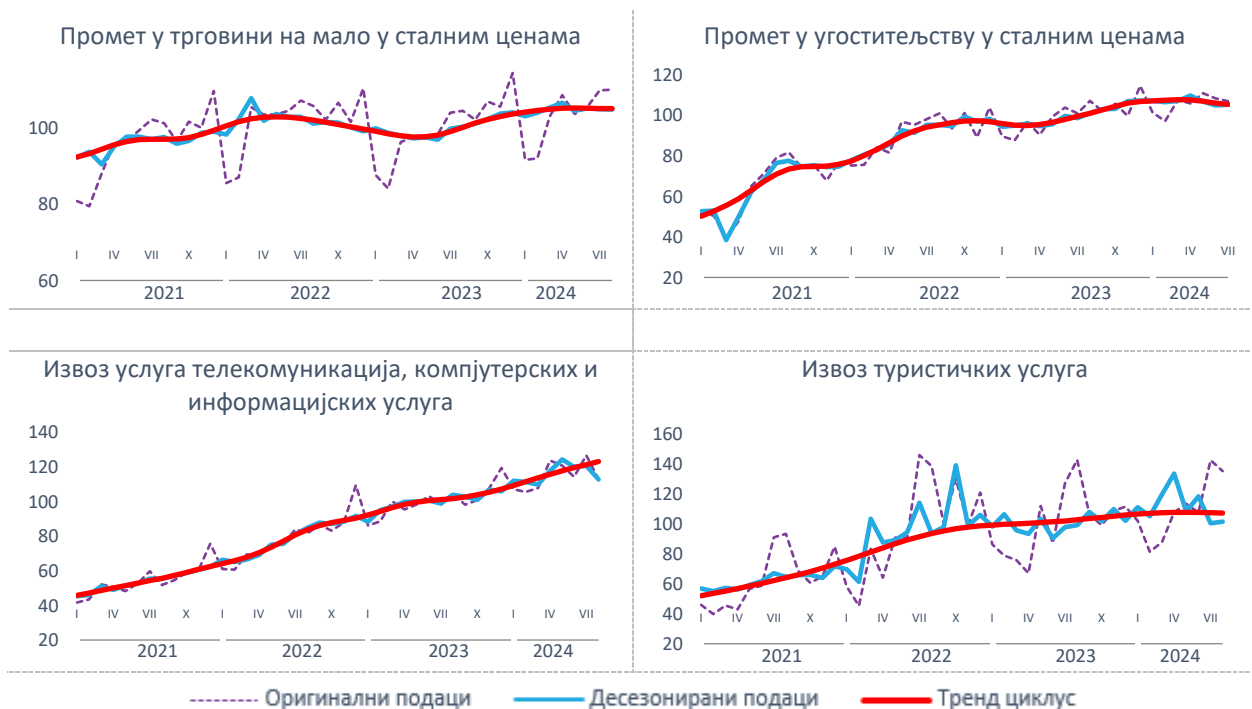 Промет у трговини на мало у сталним ценама
100
80
60
I IV VII X I IV VII X I IV VII X I IV VII
2021 2022 2023 2024
Промет у угоститељству у сталним ценама
120
100
80
60
40
20
I IV VII X I IV VII X I IV VII X I IV VII
2021 2022 2023 2024
Извоз услуга телекомуникација, компјутерских и
информацијских услуга
140
120
100
80
60
40
20
I IV VII X I IV VII X I IV VII X I IV VII
2021 2022 2023 2024
Извоз туристичких услуга
160
140
120
100
80
60
40
20
I IV VII X I IV VII X I IV VII X I IV VII
2021 2022 2023 2024
Оригинални подаци Десезонирани подаци Тренд циклус